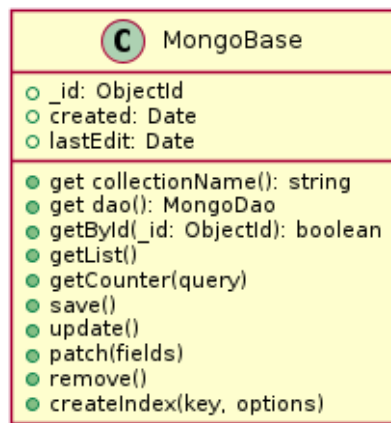 C MongoBase
_id: ObjectId
created: Date
lastEdit: Date
get collectionName(): string
get dao(): MongoDao
getById(_id: ObjectId): boolean
getList()
getCounter(query)
save()
update()
patch(fields)
remove()
createIndex(key, options)